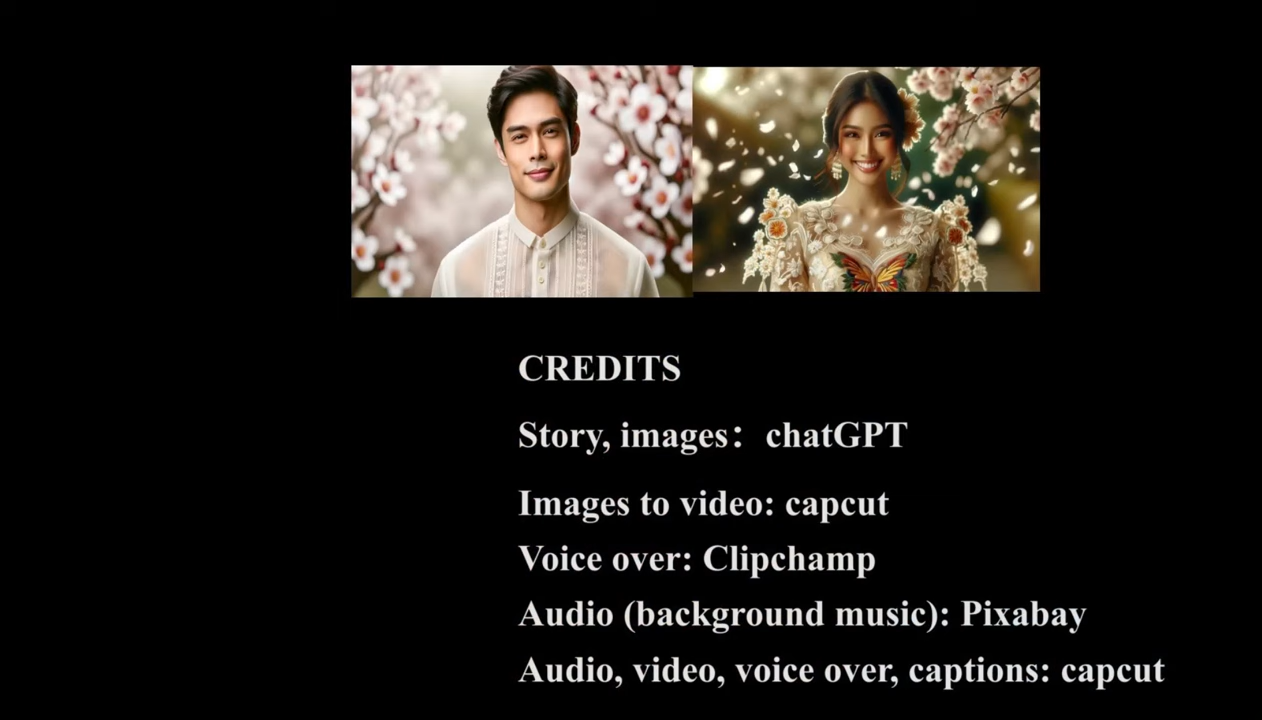 CREDITS
Story, images: chatGPT
Images to video: capcut
Voice over: Clipchamp
Audio (background music): Pixabay
Audio, video, voice over, captions: capcut